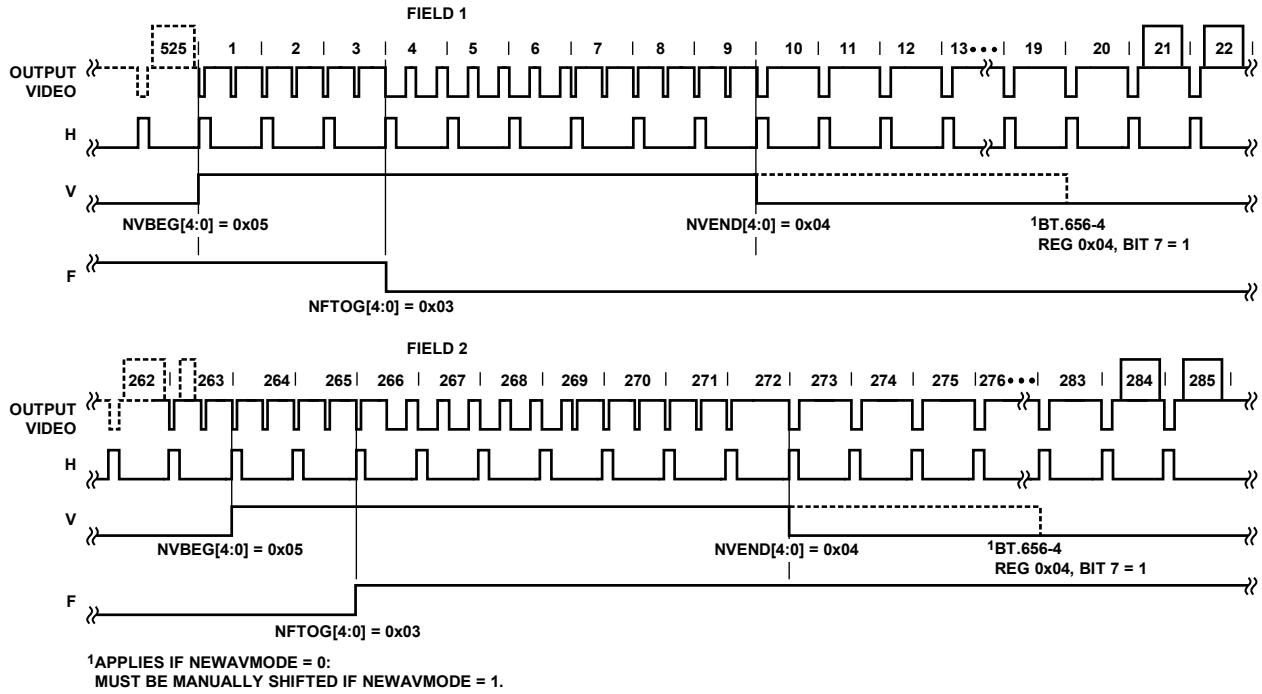 FIELD 1
525 1 2 3 4 5 6 7 8 9 10 11 12 13••• 19 20 21 22
OUTPUT
VIDEO
H
V
NVBEG[4:0] = 0x05 NVEND[4:0] = 0x04 ¹BT.656-4
REG 0x04, BIT 7 = 1
F
NFTOG[4:0] = 0x03
FIELD 2
262 263 264 265 266 267 268 269 270 271 272 273 274 275 276••• 283 284 285
OUTPUT
VIDEO
H
V
NVBEG[4:0] = 0x05 NVEND[4:0] = 0x04 ¹BT.656-4
REG 0x04, BIT 7 = 1
F
NFTOG[4:0] = 0x03
¹APPLIES IF NEWAVMODE = 0:
MUST BE MANUALLY SHIFTED IF NEWAVMODE = 1.